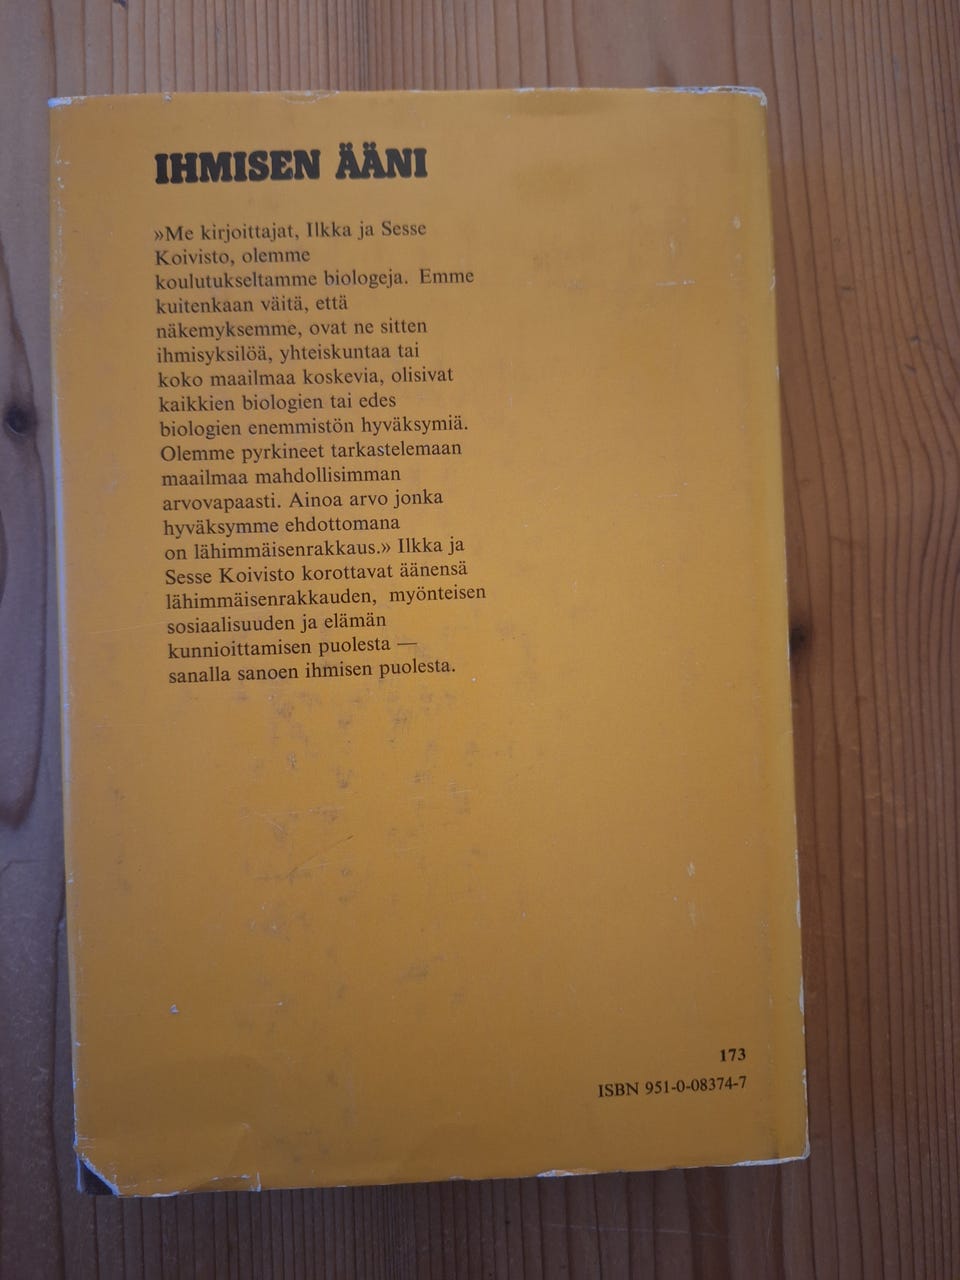 IHMISEN ÄÄNI
»Me kirjoittajat, Ilkka ja Sesse
Koivisto, olemme
koulutukseltamme biologeja. Emme
kuitenkaan väitä, että
näkemyksemme, ovat ne sitten
ihmisyksilöä, yhteiskuntaa tai
koko maailmaa koskevia, olisivat
kaikkien biologien tai edes
biologien enemmistön hyväksymiä.
Olemme pyrkineet tarkastelemaan
maailmaa mahdollisimman
arvovapaasti. Ainoa arvo jonka
hyväksymme ehdottomana
on lähimmäisenrakkaus.» Ilkka ja
Sesse Koivisto korottavat äänensä
lähimmäisenrakkauden, myönteisen
sosiaalisuuden ja elämän
kunnioittamisen puolesta —
sanalla sanoen ihmisen puolesta.
173
ISBN 951-0-08374-7